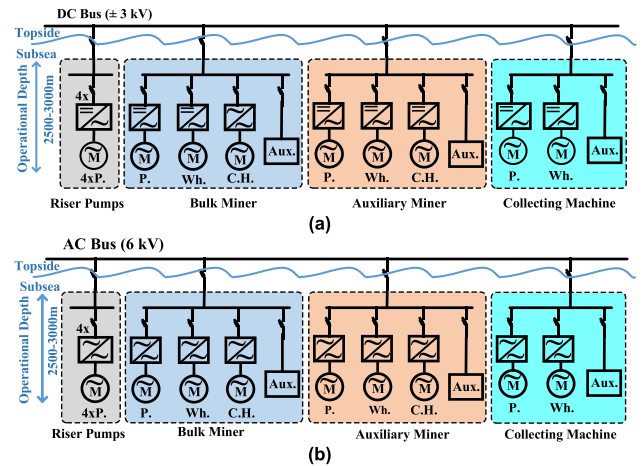 DC Bus (± 3 kV)
Topside
Subsea
Operational Depth
2500-3000m
4x
M M M M M M M M M
Aux. Aux. Aux.
4xP. P. Wh. C.H. P. Wh. C.H. P. Wh.
Riser Pumps Bulk Miner Auxiliary Miner Collecting Machine
(a)
AC Bus (6 kV)
Topside
Subsea
Operational Depth
2500-3000m
4x
M M M M M M M M M
Aux. Aux. Aux.
4xP. P. Wh. C.H. P. Wh. C.H. P. Wh.
Riser Pumps Bulk Miner Auxiliary Miner Collecting Machine
(b)